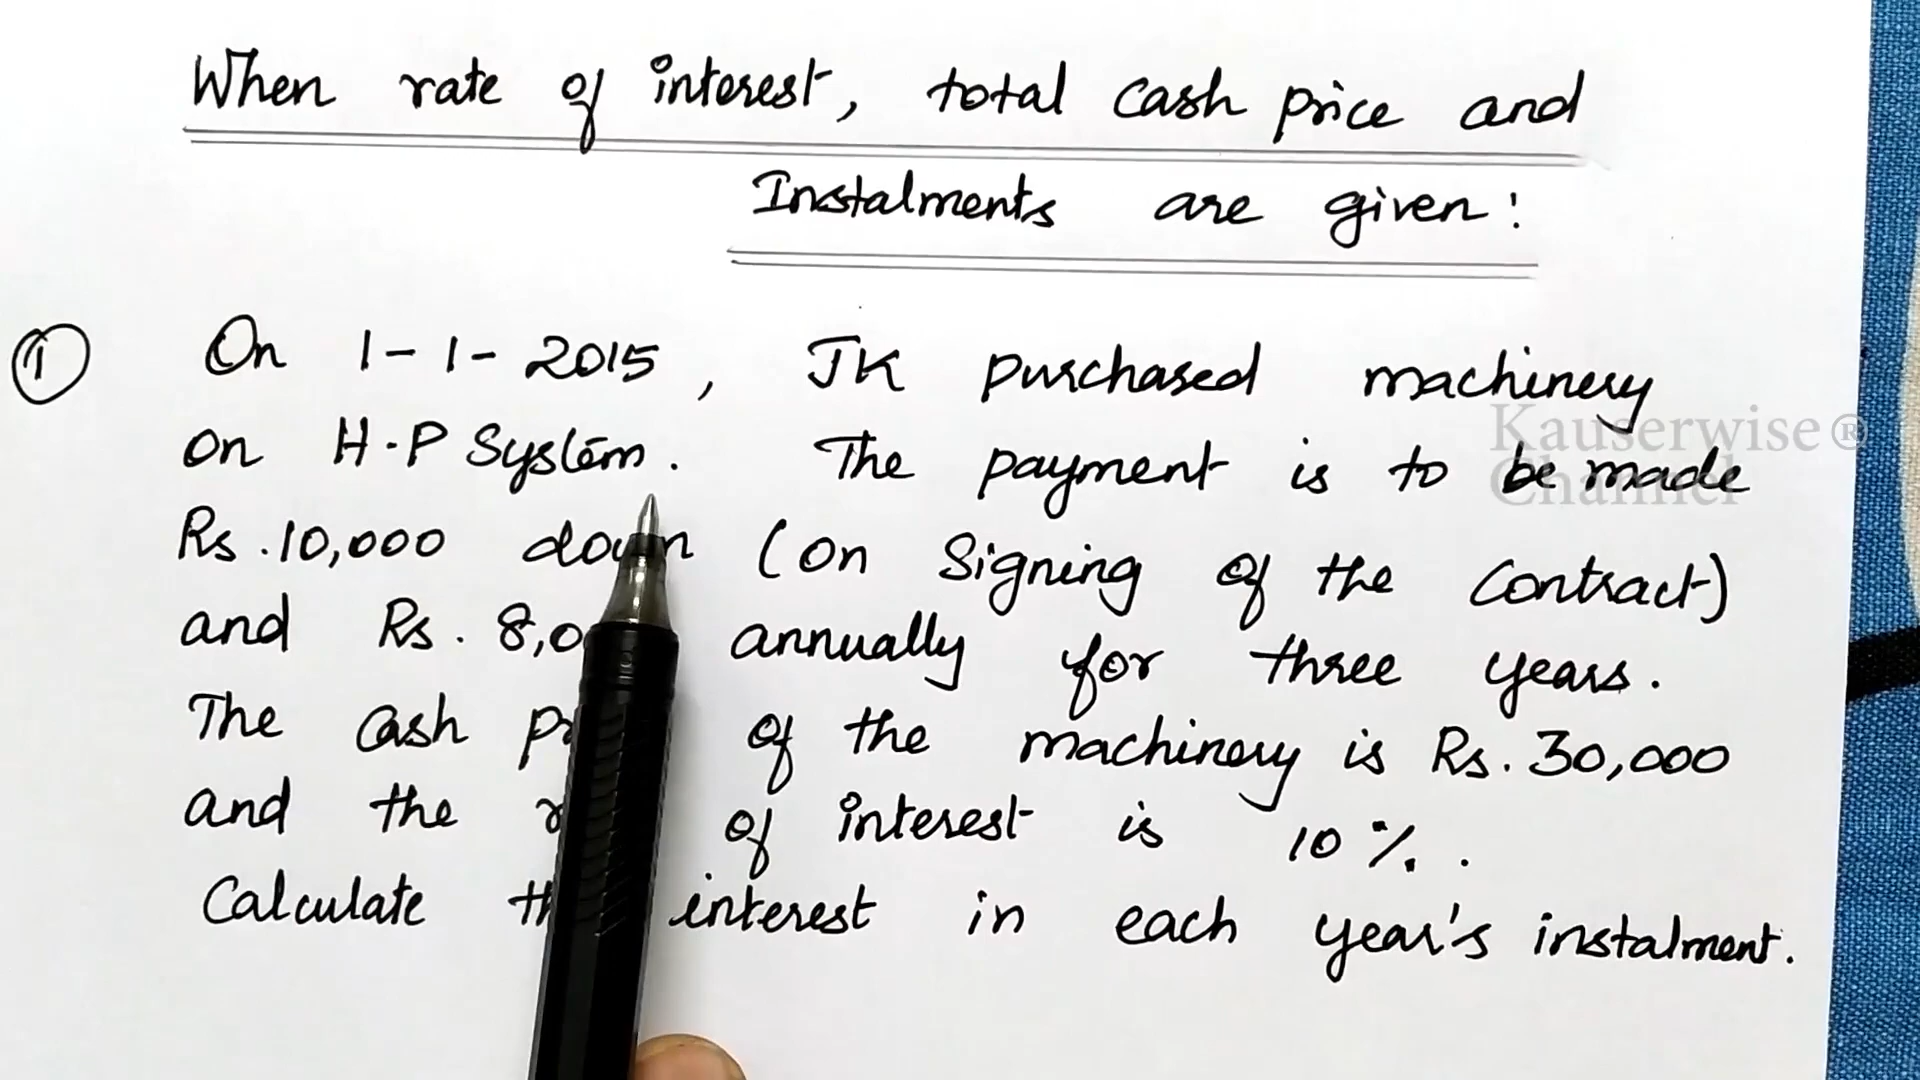 When rate of interest, total cash price and
Instalments are given:
① On 1-1-2015, JK purchased machinery
on H.P System. The payment is to be made
Rs.10,000 down (on Signing of the Contract)
and Rs. annually for three years.
The Cash of the machinery is Rs. 30,000
and the of interest is 10%.
Calculate interest in each year's instalment.
Kauserwise®
Channel